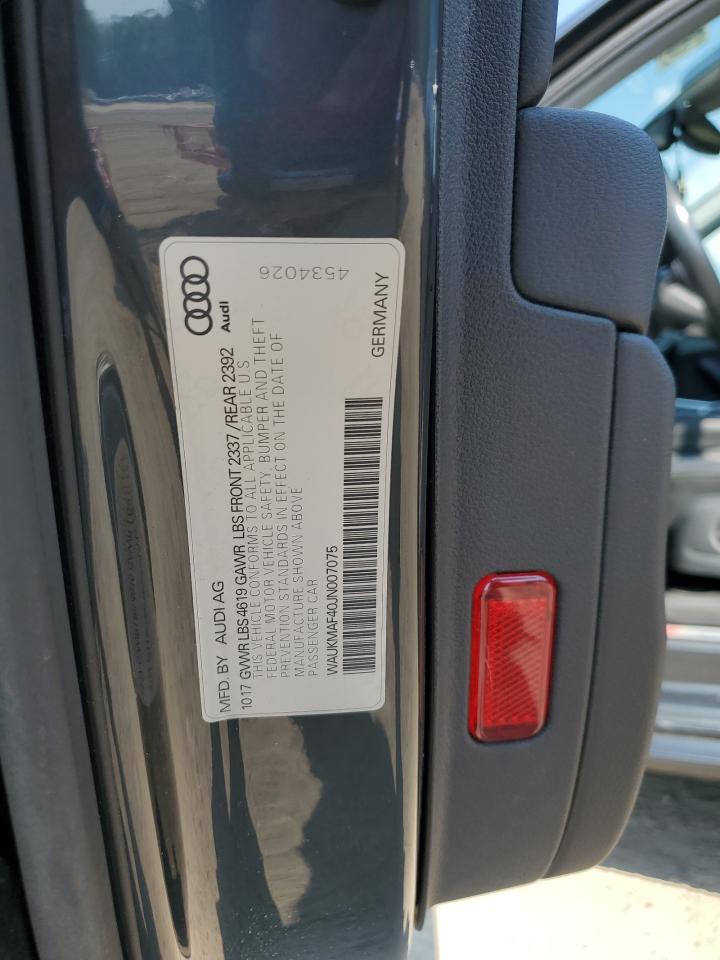 Audi
4534026
MFD. BY AUDI AG
1017 GVWR LBS 4619 GAWR LBS FRONT 2337 / REAR 2392
THIS VEHICLE CONFORMS TO ALL APPLICABLE U S
FEDERAL MOTOR VEHICLE SAFETY, BUMPER AND THEFT
PREVENTION STANDARDS IN EFFECT ON THE DATE OF
MANUFACTURE SHOWN ABOVE
PASSENGER CAR
WAUKMAF40JN007075
GERMANY